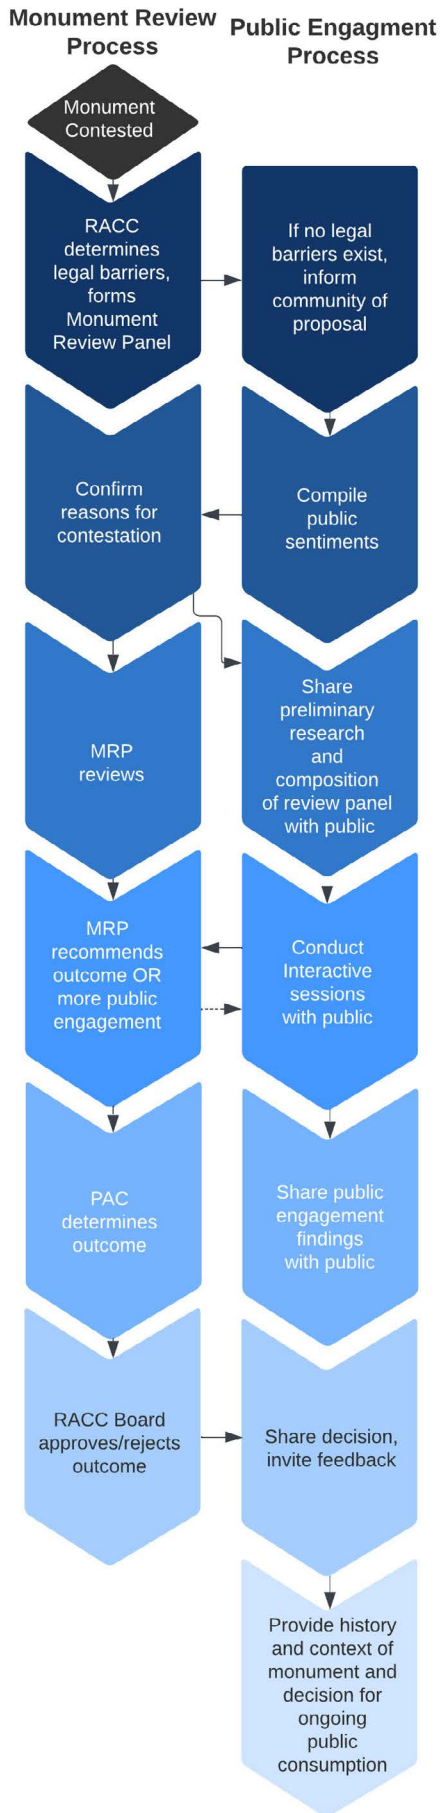 Monument Review
Process
Public Engagment
Process
Monument
Contested
RACC
determines
legal barriers,
forms
Monument
Review Panel
If no legal
barriers exist,
inform
community of
proposal
Confirm
reasons for
contestation
Compile
public
sentiments
MRP
reviews
Share
preliminary
research
and
composition
of review panel
with public
MRP
recommends
outcome OR
more public
engagement
Conduct
Interactive
sessions
with public
PAC
determines
outcome
Share public
engagement
findings
with public
RACC Board
approves/rejects
outcome
Share decision,
invite feedback
Provide history
and context of
monument and
decision for
ongoing
public
consumption